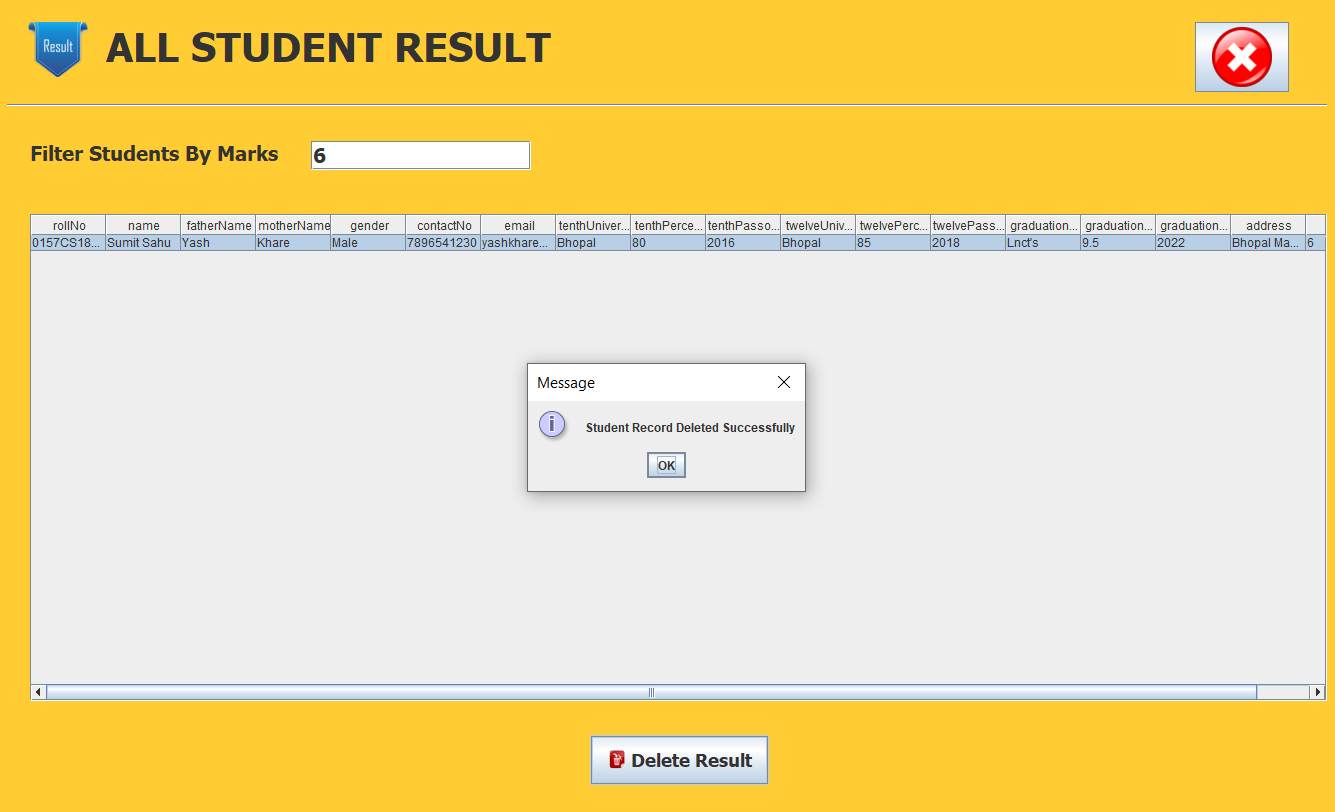 Result
ALL STUDENT RESULT
Filter Students By Marks 6
rollNo name fatherName motherName gender contactNo email tenthUniver... tenthPerce... tenthPasso... twelveUniv... twelvePerc... twelvePass... graduation... graduation... graduation... address
0157CS18... Sumit Sahu Yash Khare Male 7896541230 yashkhare... Bhopal 80 2016 Bhopal 85 2018 Lnct's 9.5 2022 Bhopal Ma... 6
Message
i
Student Record Deleted Successfully
OK
Delete Result